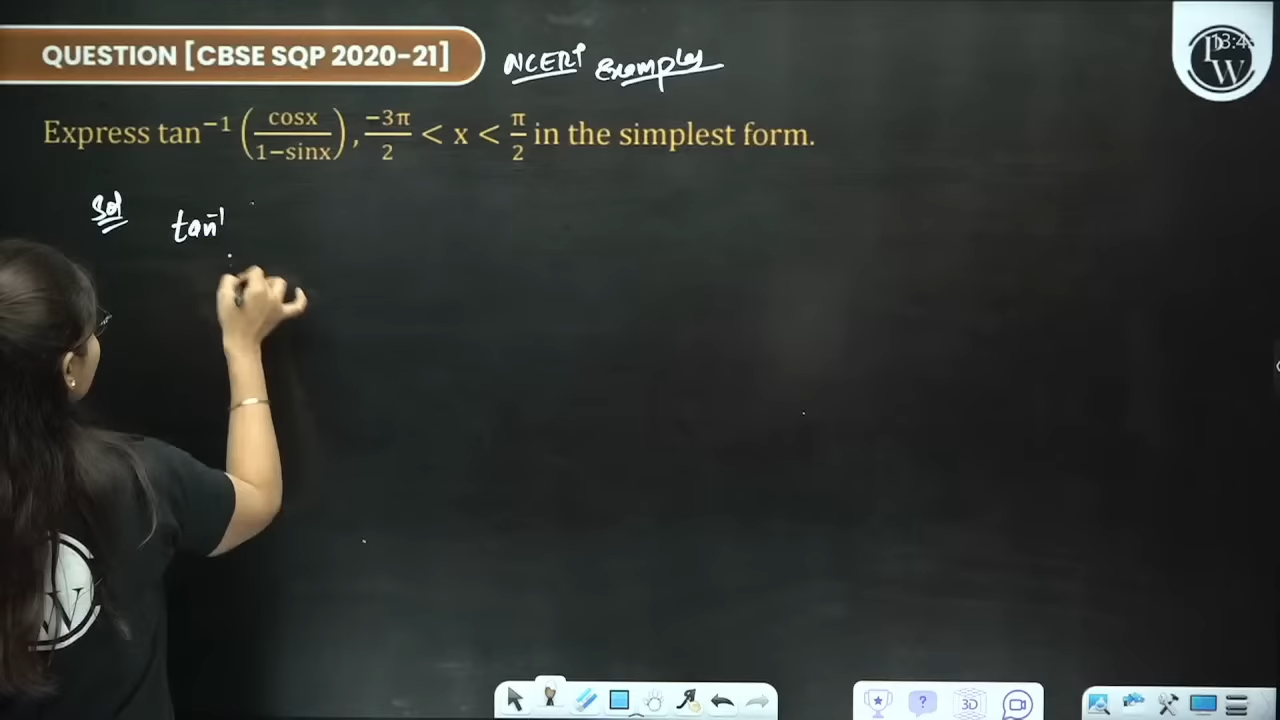 QUESTION [CBSE SQP 2020-21] NCERT Examples
Express tan⁻¹ (cosx/1−sinx), −3π/2 < x < π/2 in the simplest form.
Sol tan⁻¹